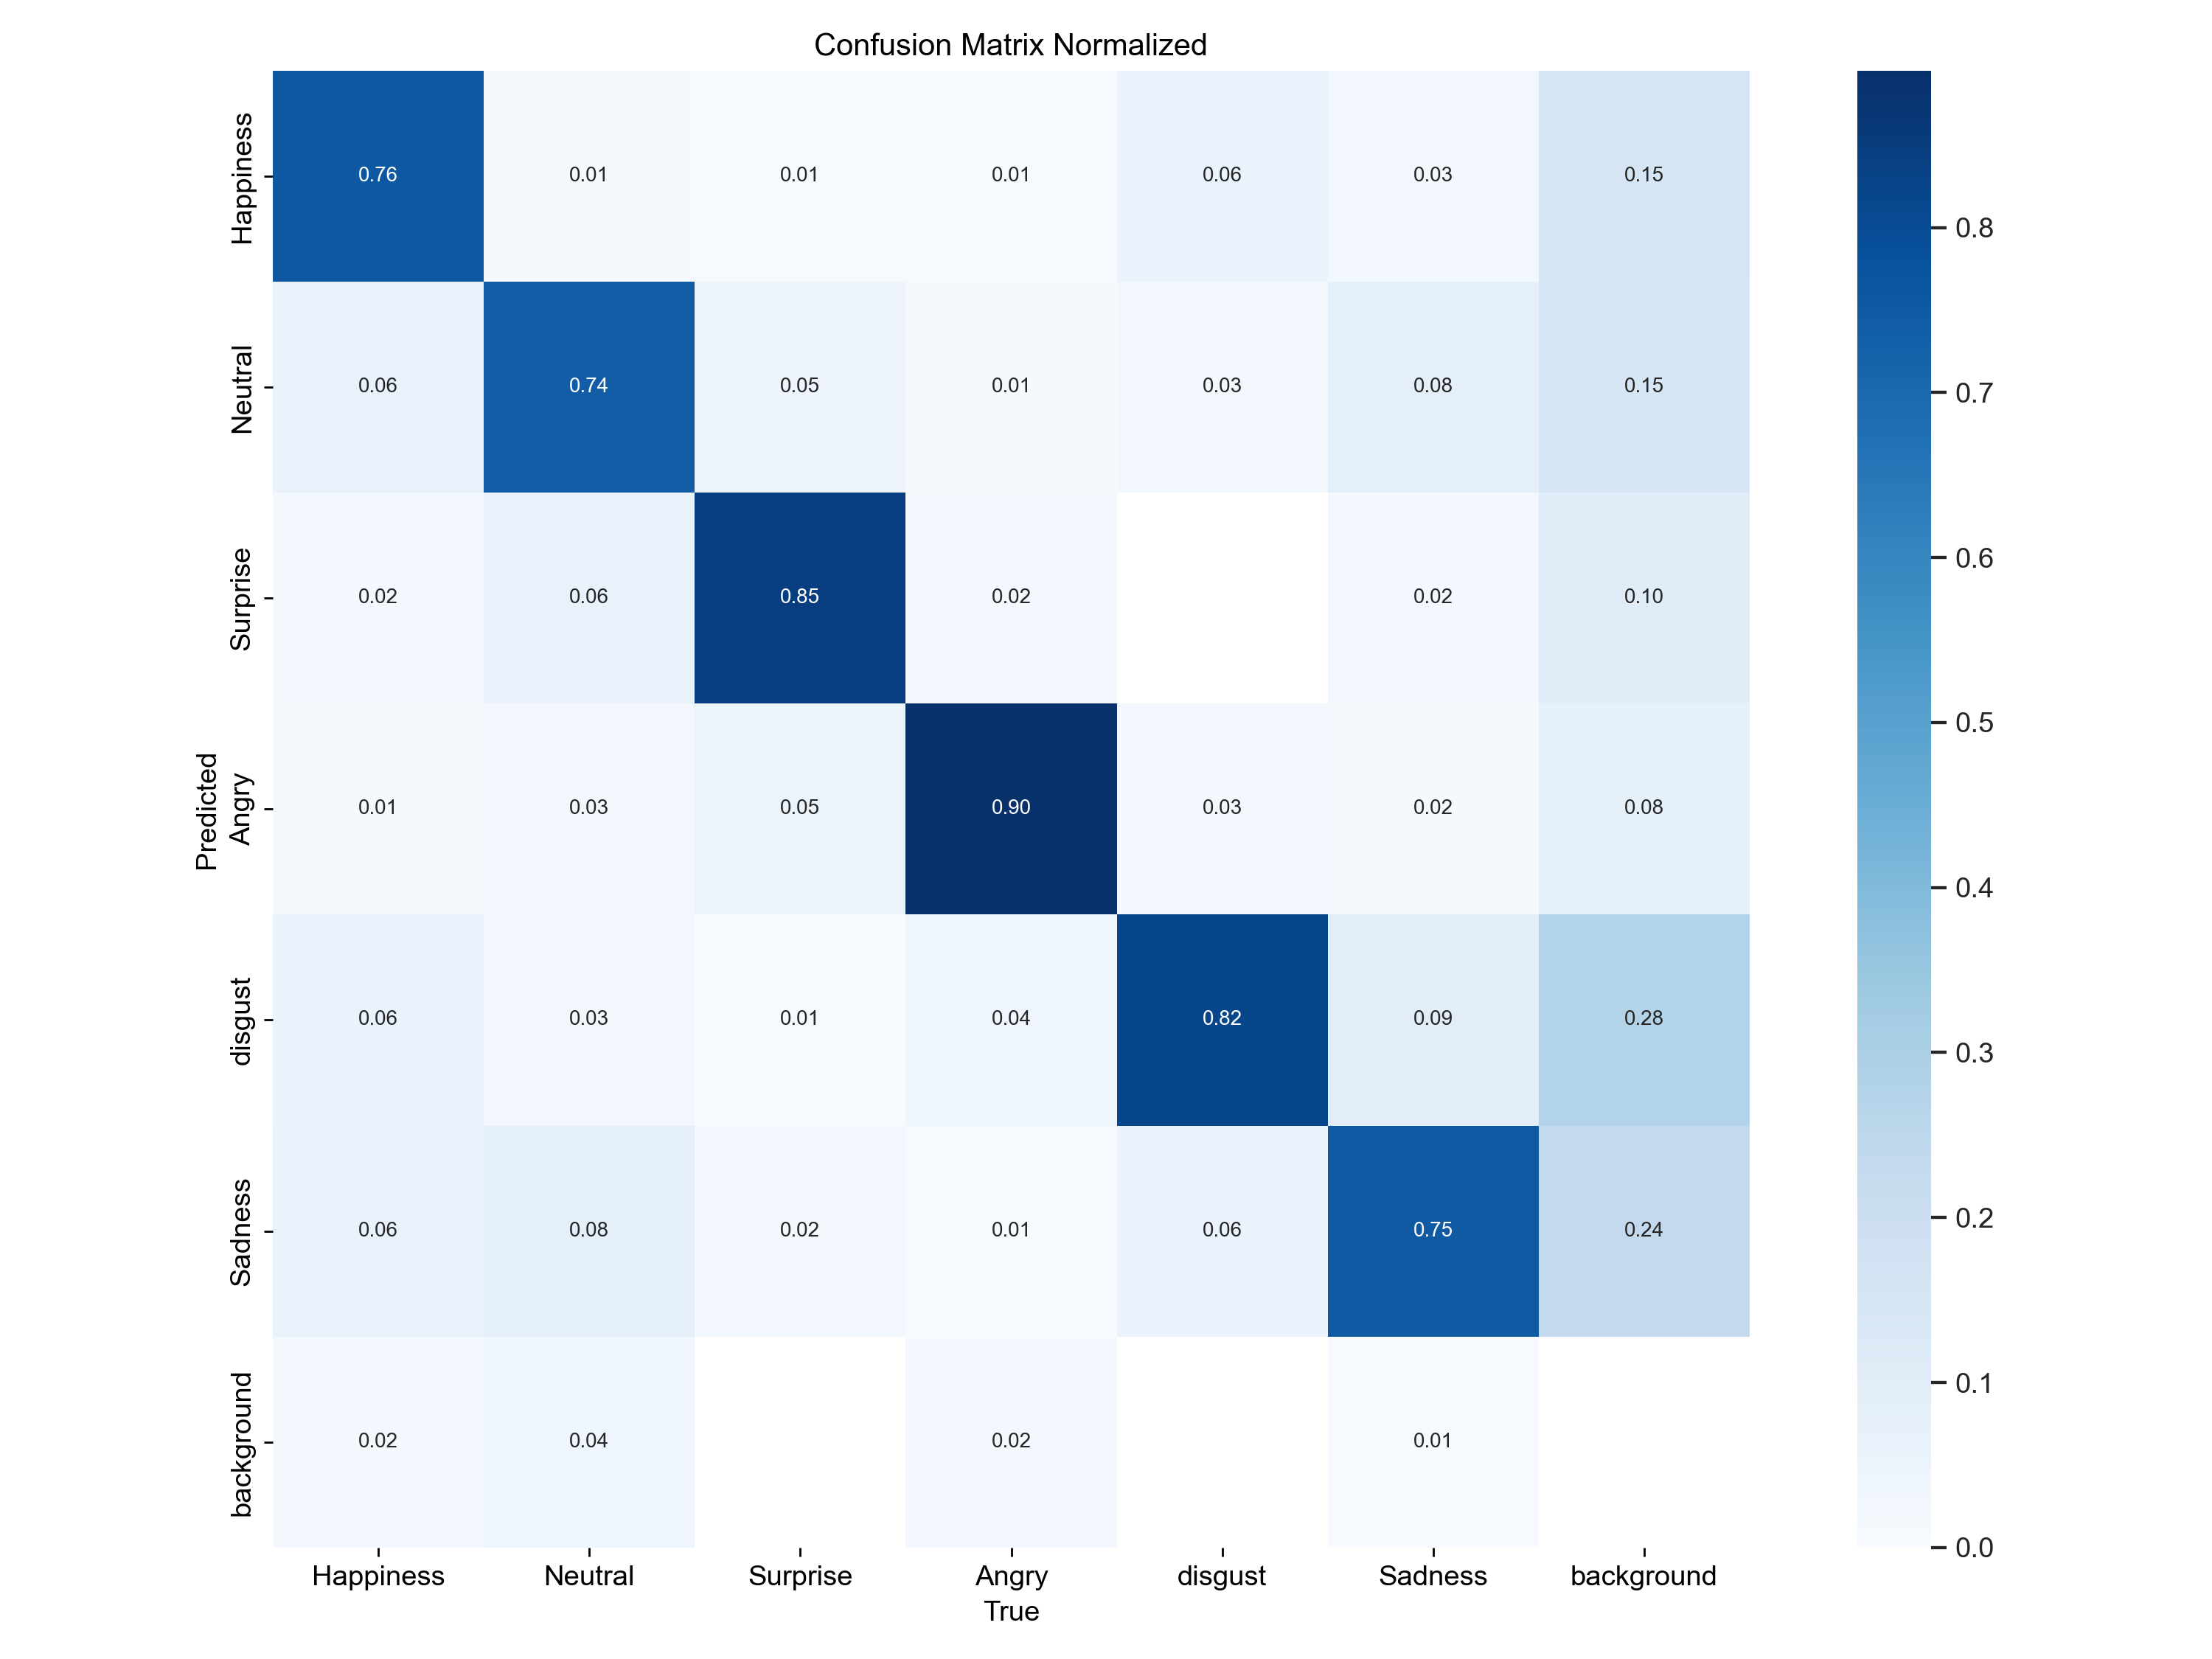 Confusion Matrix Normalized
Happiness
0.76 0.01 0.01 0.01 0.06 0.03 0.15
Neutral
0.06 0.74 0.05 0.01 0.03 0.08 0.15
Surprise
0.02 0.06 0.85 0.02 0.02 0.10
Predicted
Angry
0.01 0.03 0.05 0.90 0.03 0.02 0.08
disgust
0.06 0.03 0.01 0.04 0.82 0.09 0.28
Sadness
0.06 0.08 0.02 0.01 0.06 0.75 0.24
background
0.02 0.04 0.02 0.01
Happiness Neutral Surprise Angry disgust Sadness background
True
0.8
0.7
0.6
0.5
0.4
0.3
0.2
0.1
0.0